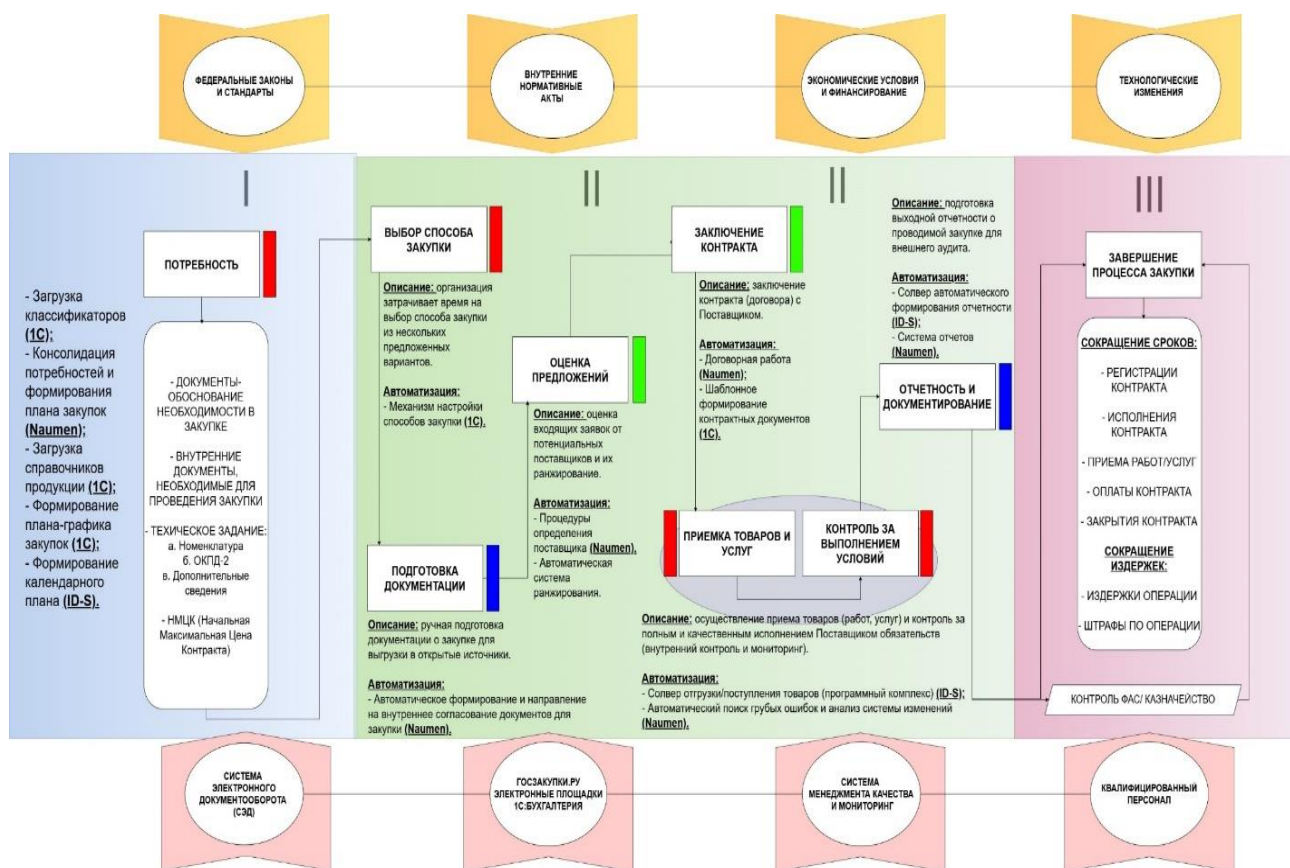 ФЕДЕРАЛЬНЫЕ ЗАКОНЫ
И СТАНДАРТЫ
ВНУТРЕННИЕ
НОРМАТИВНЫЕ
АКТЫ
ЭКОНОМИЧЕСКИЕ УСЛОВИЯ
И ФИНАНСИРОВАНИЕ
ТЕХНОЛОГИЧЕСКИЕ
ИЗМЕНЕНИЯ
I
ПОТРЕБНОСТЬ
- Загрузка
классификаторов
(1С);
- Консолидация
потребностей и
формирования
плана закупок
(Naumen);
- Загрузка
справочников
продукции (1С);
- Формирование
плана-графика
закупок (1С);
- Формирование
календарного
плана (ID-S).
- ДОКУМЕНТЫ-
ОБОСНОВАНИЕ
НЕОБХОДИМОСТИ В
ЗАКУПКЕ
- ВНУТРЕННИЕ
ДОКУМЕНТЫ,
НЕОБХОДИМЫЕ ДЛЯ
ПРОВЕДЕНИЯ ЗАКУПКИ
- ТЕХИЧЕСКОЕ ЗАДАНИЕ:
а. Номенклатура
б. ОКПД-2
в. Дополнительные
сведения
- НМЦК (Начальная
Максимальная Цена
Контракта)
II
ВЫБОР СПОСОБА
ЗАКУПКИ
Описание: организация
затрачивает время на
выбор способа закупки
из нескольких
предложенных
вариантов.
Автоматизация:
- Механизм настройки
способов закупки (1С).
ПОДГОТОВКА
ДОКУМЕНТАЦИИ
Описание: ручная подготовка
документации о закупке для
выгрузки в открытые источники.
Автоматизация:
- Автоматическое формирование и направление
на внутреннее согласование документов для
закупки (Naumen).
ОЦЕНКА
ПРЕДЛОЖЕНИЙ
Описание: оценка
входящих заявок от
потенциальных
поставщиков и их
ранжирование.
Автоматизация:
- Процедуры
определения
поставщика (Naumen).
- Автоматическая
система
ранжирования.
II
ЗАКЛЮЧЕНИЕ
КОНТРАКТА
Описание: заключение
контракта (договора) с
Поставщиком.
Автоматизация:
- Договорная работа
(Naumen);
- Шаблонное
формирование
контрактных документов
(1С).
ПРИЕМКА ТОВАРОВ И
УСЛУГ
КОНТРОЛЬ ЗА
ВЫПОЛНЕНИЕМ
УСЛОВИЙ
Описание: осуществление приема товаров (работ, услуг) и контроль за
полным и качественным исполнением Поставщиком обязательств
(внутренний контроль и мониторинг).
Автоматизация:
- Солвер отгрузки/поступления товаров (программный комплекс) (ID-S);
- Автоматический поиск грубых ошибок и анализ системы изменений
(Naumen).
Описание: подготовка
выходной отчетности о
проводимой закупке для
внешнего аудита.
Автоматизация:
- Солвер автоматического
формирования отчетности
(ID-S);
- Система отчетов
(Naumen).
ОТЧЕТНОСТЬ И
ДОКУМЕНТИРОВАНИЕ
III
ЗАВЕРШЕНИЕ
ПРОЦЕССА ЗАКУПКИ
СОКРАЩЕНИЕ СРОКОВ:
- РЕГИСТРАЦИИ
КОНТРАКТА
- ИСПОЛНЕНИЯ
КОНТРАКТА
- ПРИЕМА РАБОТ/УСЛУГ
- ОПЛАТЫ КОНТРАКТА
- ЗАКРЫТИЯ КОНТРАКТА
СОКРАЩЕНИЕ
ИЗДЕРЖЕК:
- ИЗДЕРЖКИ ОПЕРАЦИИ
- ШТРАФЫ ПО ОПЕРАЦИИ
КОНТРОЛЬ ФАС/ КАЗНАЧЕЙСТВО
СИСТЕМА
ЭЛЕКТРОННОГО
ДОКУМЕНТООБОРОТА
(СЭД)
ГОСЗАКУПКИ.РУ
ЭЛЕКТРОННЫЕ ПЛОЩАДКИ
1С:БУХГАЛТЕРИЯ
СИСТЕМА
МЕНЕДЖМЕНТА КАЧЕСТВА
И МОНИТОРИНГ
КВАЛИФИЦИРОВАННЫЙ
ПЕРСОНАЛ